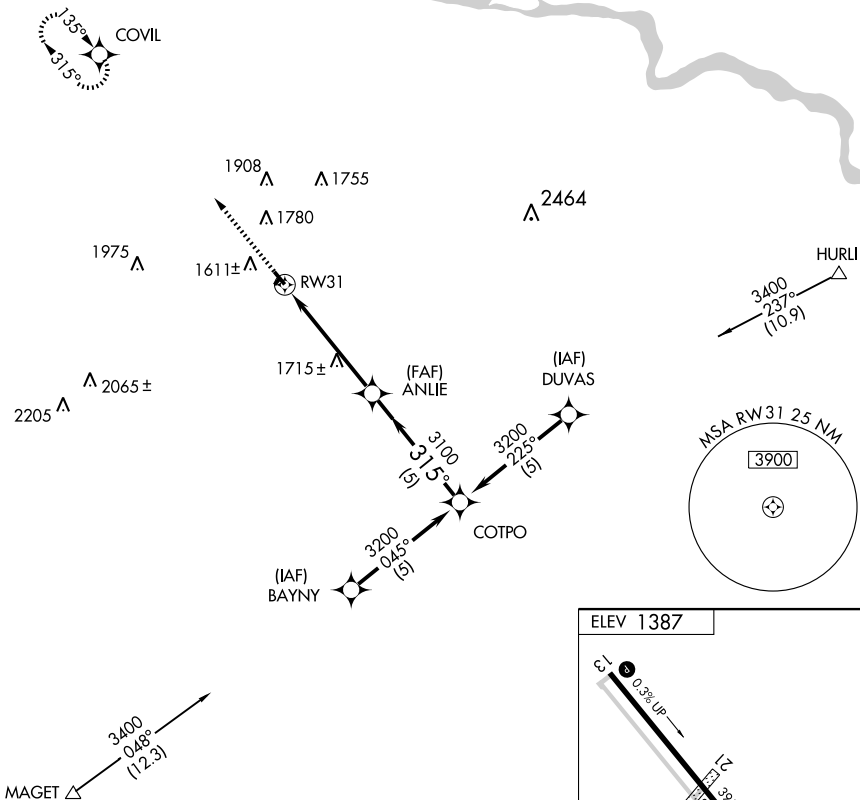 135°
315°
COVIL
1908
1755
2464
1780
1975
1611±
RW31
HURLI
3400
237°
(10.9)
1715±
(FAF)
ANLIE
(IAF)
DUVAS
2065±
2205
3100
315°
(5)
3200
225°
(5)
MSA RW31 25 NM
3900
COTPO
3200
045°
(5)
(IAF)
BAYNY
ELEV 1387
13
P
0.3% UP
21
3400
048°
(12.3)
MAGET